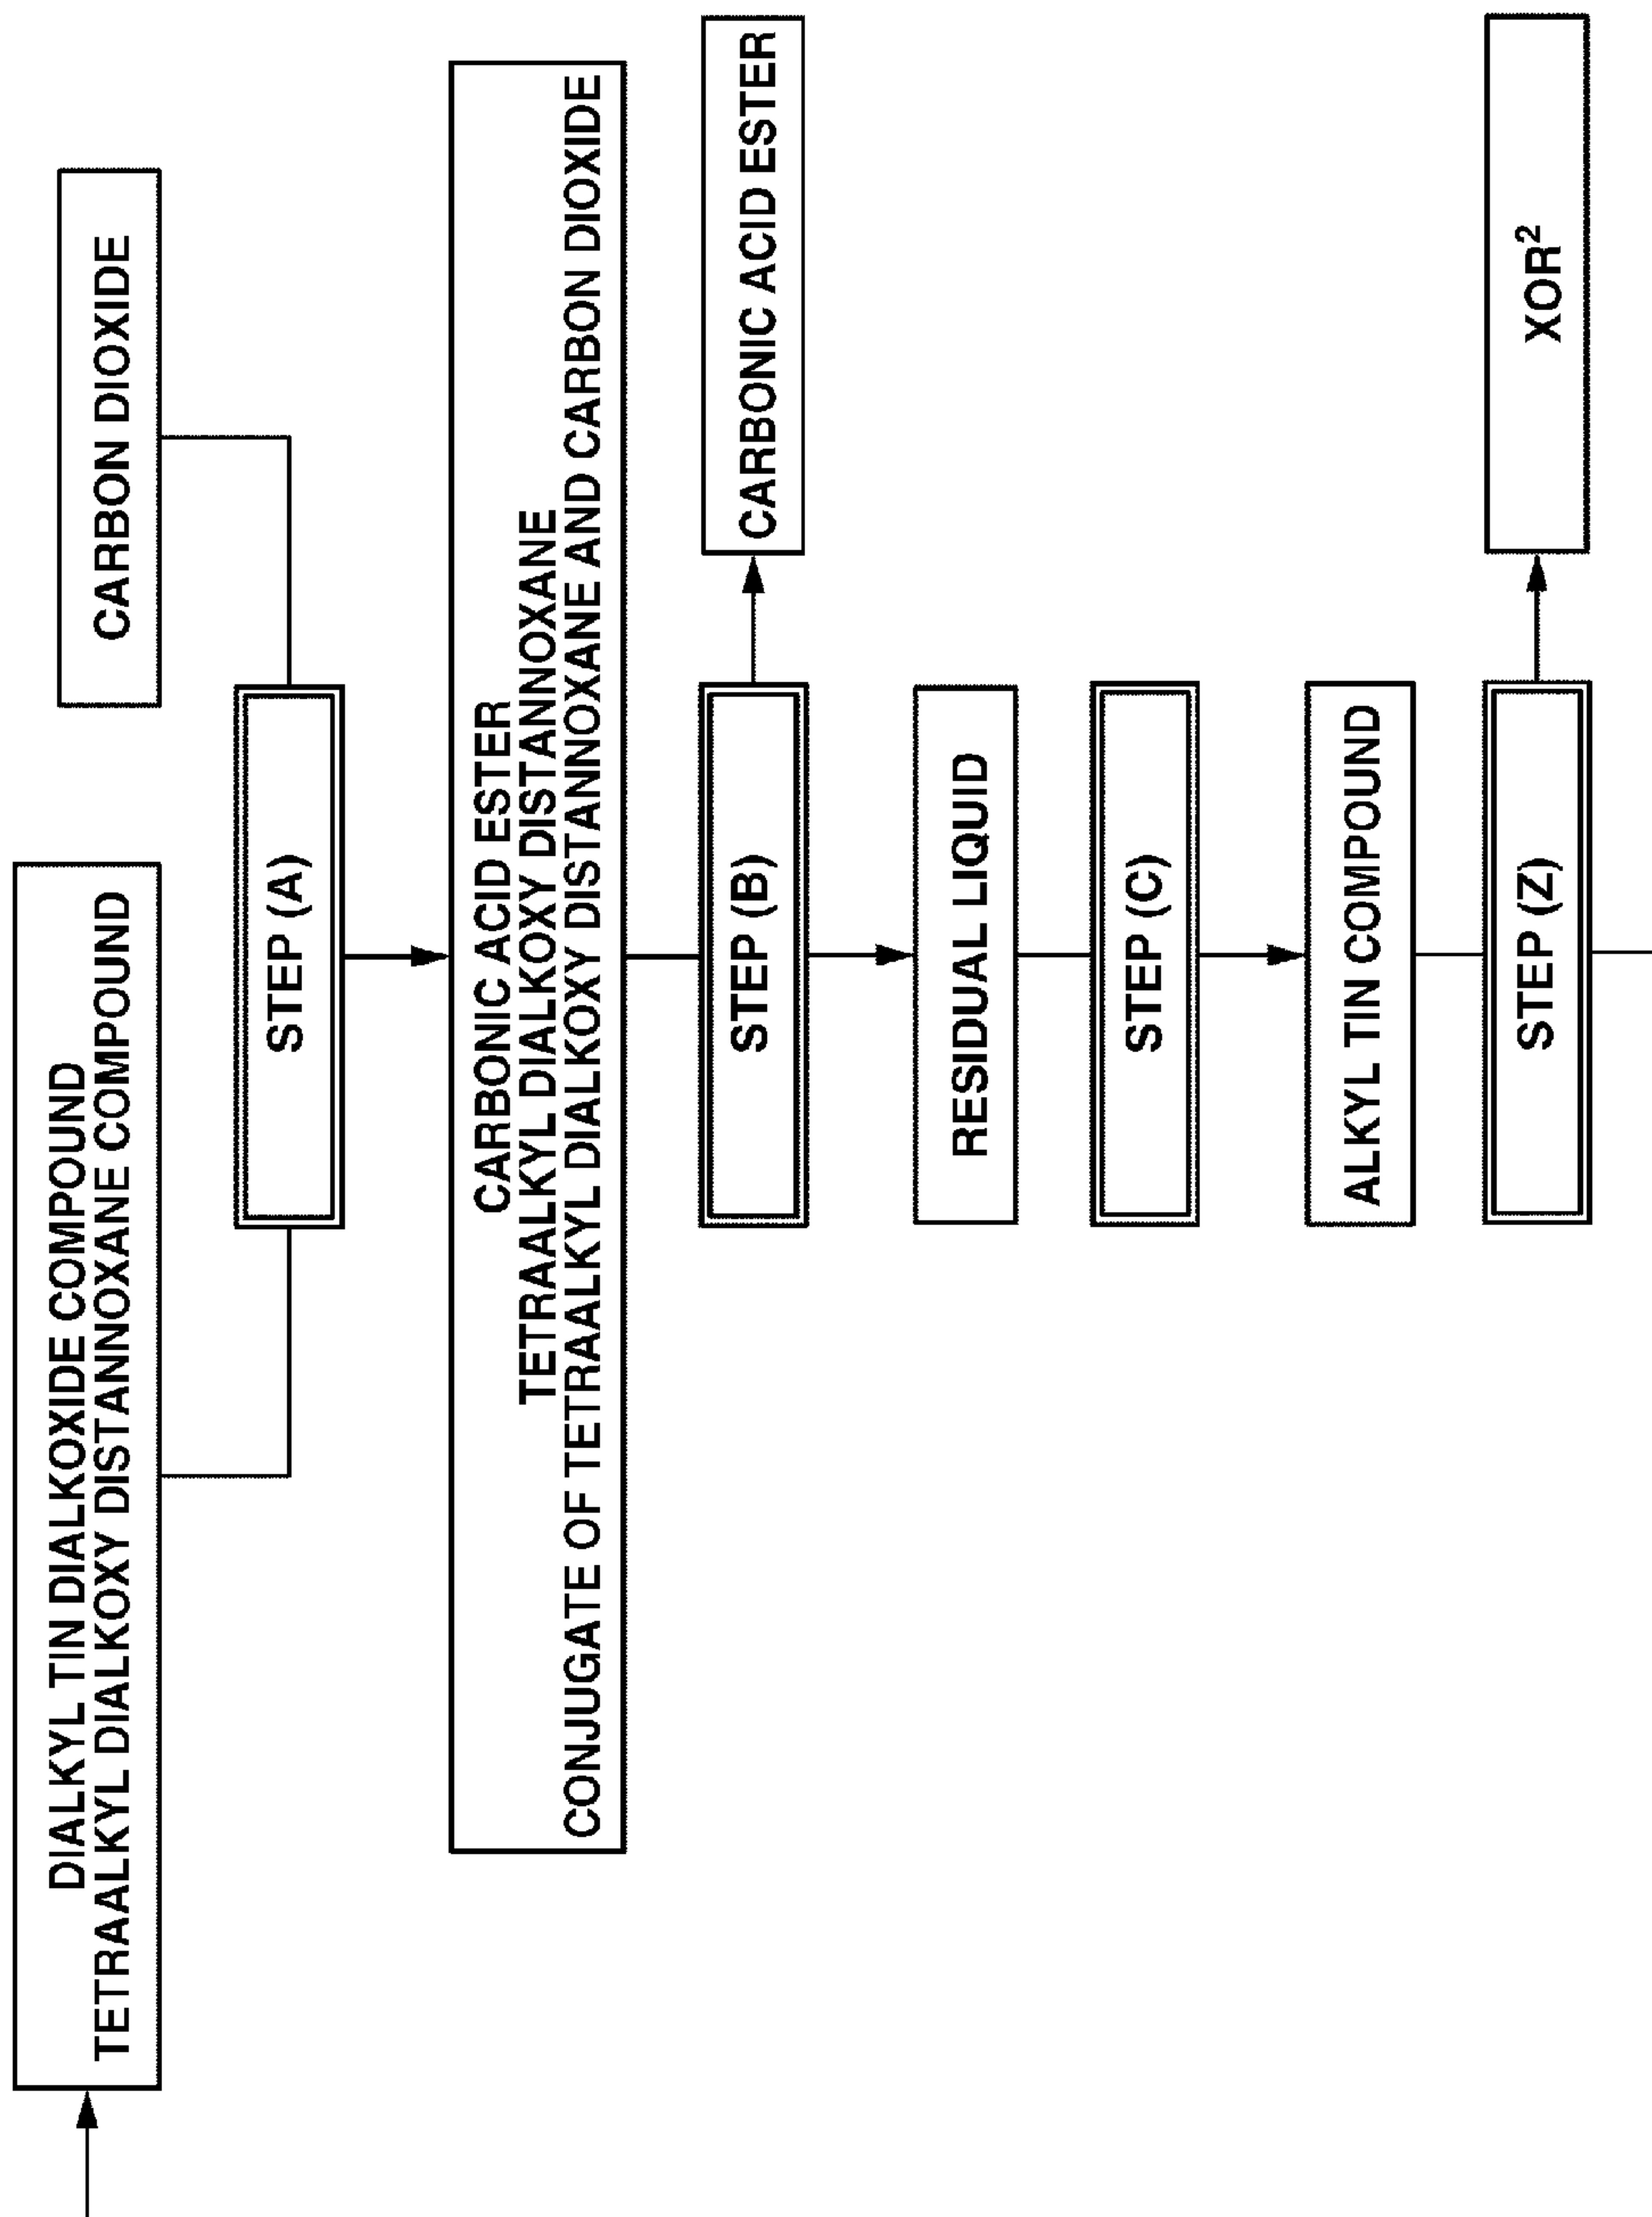 DIALKYL TIN DIALKOXIDE COMPOUND
TETRAALKYL DIALKOXY DISTANNOXANE COMPOUND
CARBON DIOXIDE
STEP (A)
CARBONIC ACID ESTER
TETRAALKYL DIALKOXY DISTANNOXANE
CONJUGATE OF TETRAALKYL DIALKOXY DISTANNOXANE AND CARBON DIOXIDE
STEP (B)
CARBONIC ACID ESTER
RESIDUAL LIQUID
STEP (C)
ALKYL TIN COMPOUND
STEP (Z)
XOR²